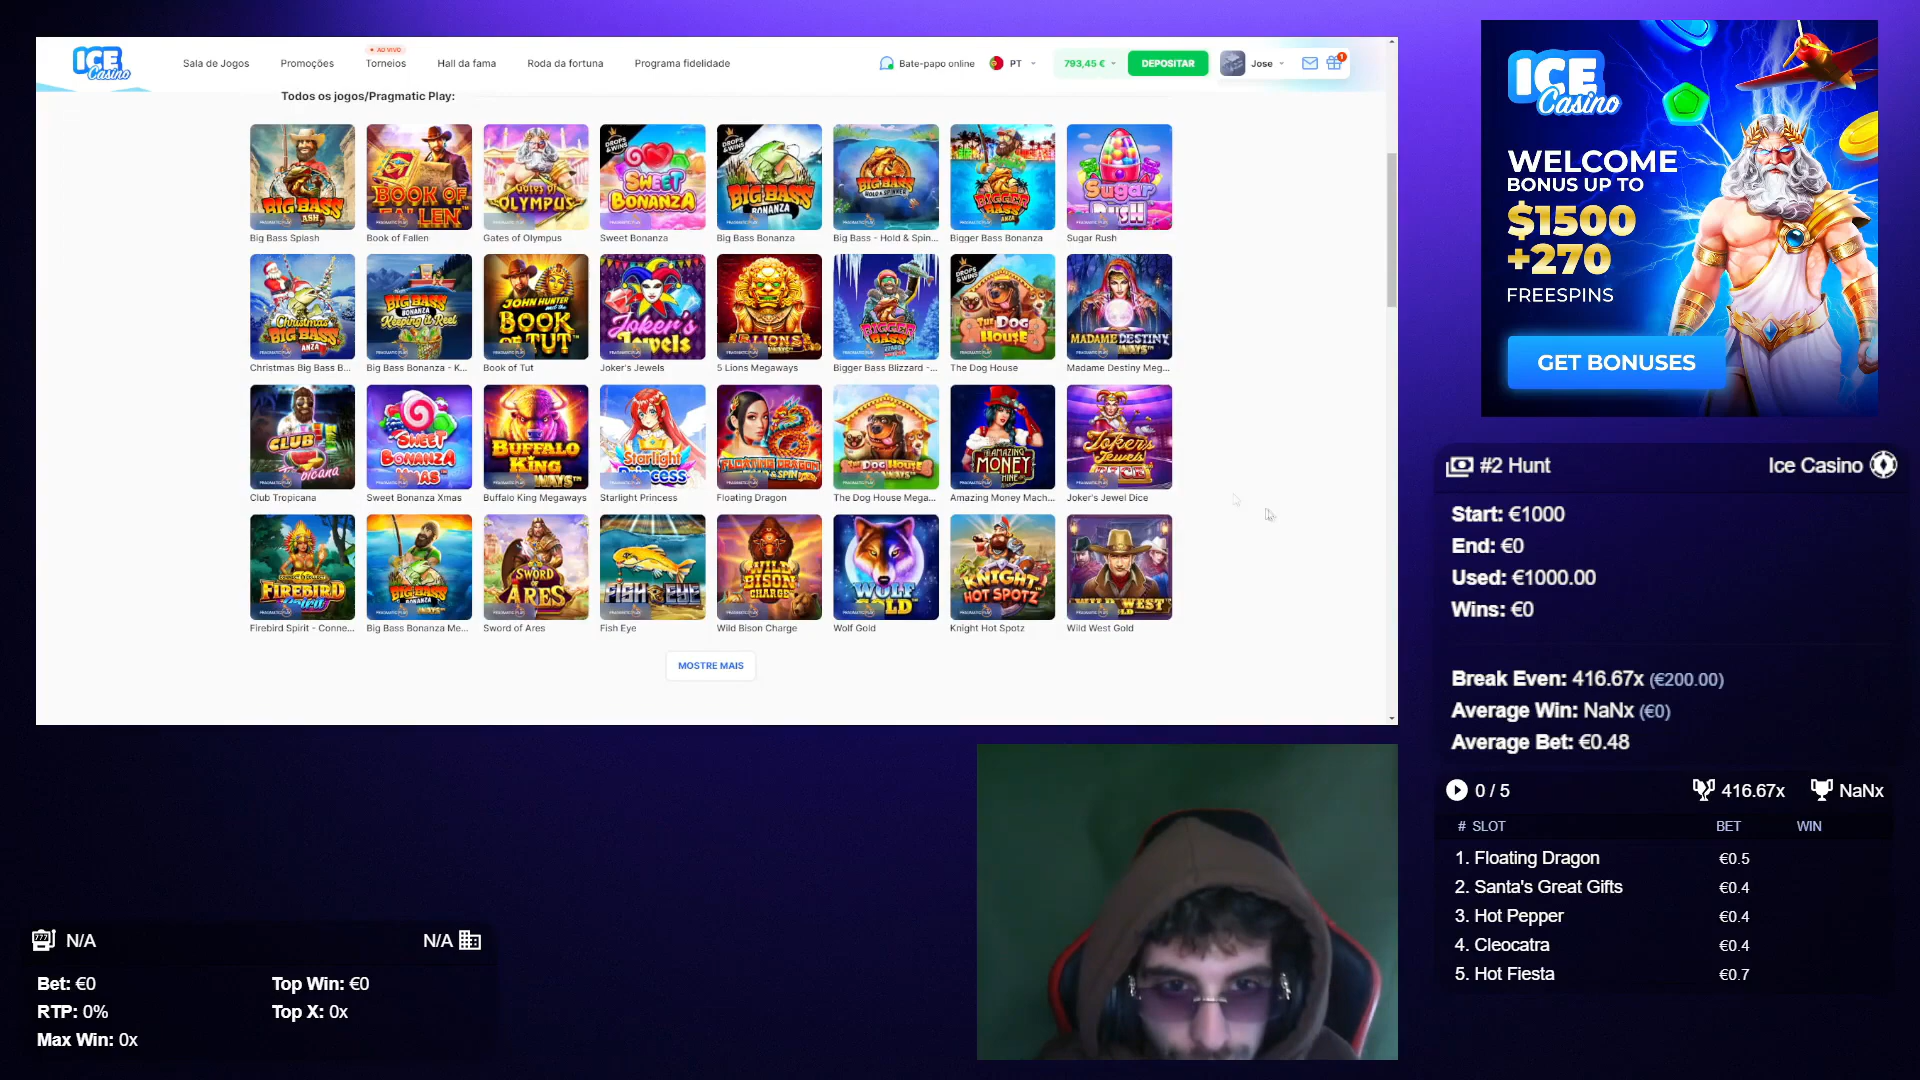 ICE Casino
Sala de Jogos
Promoções
AO VIVO
Torneios
Hall da fama
Roda da fortuna
Programa fidelidade
Bate-papo online
PT
793,45 €
DEPOSITAR
Jose
1
Todos os jogos/Pragmatic Play:
Big Bass Splash
Book of Fallen
Gates of Olympus
Sweet Bonanza
Big Bass Bonanza
Big Bass - Hold & Spin...
Bigger Bass Bonanza
Sugar Rush
Christmas Big Bass B...
Big Bass Bonanza - K...
Book of Tut
Joker's Jewels
5 Lions Megaways
Bigger Bass Blizzard -...
The Dog House
Madame Destiny Meg...
Club Tropicana
Sweet Bonanza Xmas
Buffalo King Megaways
Starlight Princess
Floating Dragon
The Dog House Mega...
Amazing Money Mach...
Joker's Jewel Dice
Firebird Spirit - Conne...
Big Bass Bonanza Me...
Sword of Ares
Fish Eye
Wild Bison Charge
Wolf Gold
Knight Hot Spotz
Wild West Gold
MOSTRE MAIS
ICE Casino
WELCOME
BONUS UP TO
$1500
+270
FREESPINS
GET BONUSES
#2 Hunt
Ice Casino
Start: €1000
End: €0
Used: €1000.00
Wins: €0
Break Even: 416.67x (€200.00)
Average Win: NaNx (€0)
Average Bet: €0.48
0 / 5
416.67x
NaNx
# SLOT BET WIN
1. Floating Dragon €0.5
2. Santa's Great Gifts €0.4
3. Hot Pepper €0.4
4. Cleocatra €0.4
5. Hot Fiesta €0.7
N/A
N/A
Bet: €0
Top Win: €0
RTP: 0%
Top X: 0x
Max Win: 0x